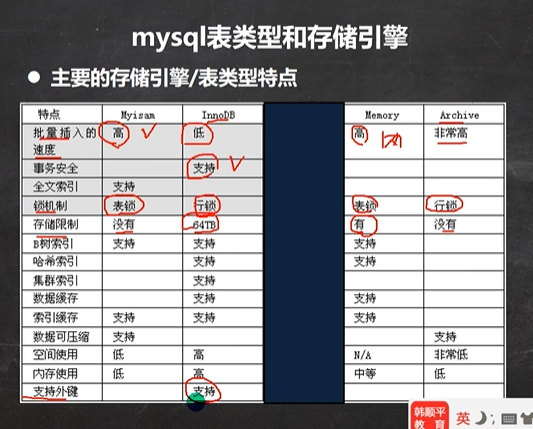 mysql表类型和存储引擎
主要的存储引擎/表类型特点
特点 Myisam InnoDB Memory Archive
批量插入的速度 高 低 高 非常高
事务安全 支持
全文索引 支持
锁机制 表锁 行锁 表锁 行锁
存储限制 没有 64TB 有 没有
B树索引 支持 支持 支持
哈希索引 支持 支持
集群索引 支持
数据缓存 支持 支持
索引缓存 支持 支持 支持
数据可压缩 支持 支持
空间使用 低 高 N/A 非常低
内存使用 低 高 中等 低
支持外键 支持
韩顺平
教育
英